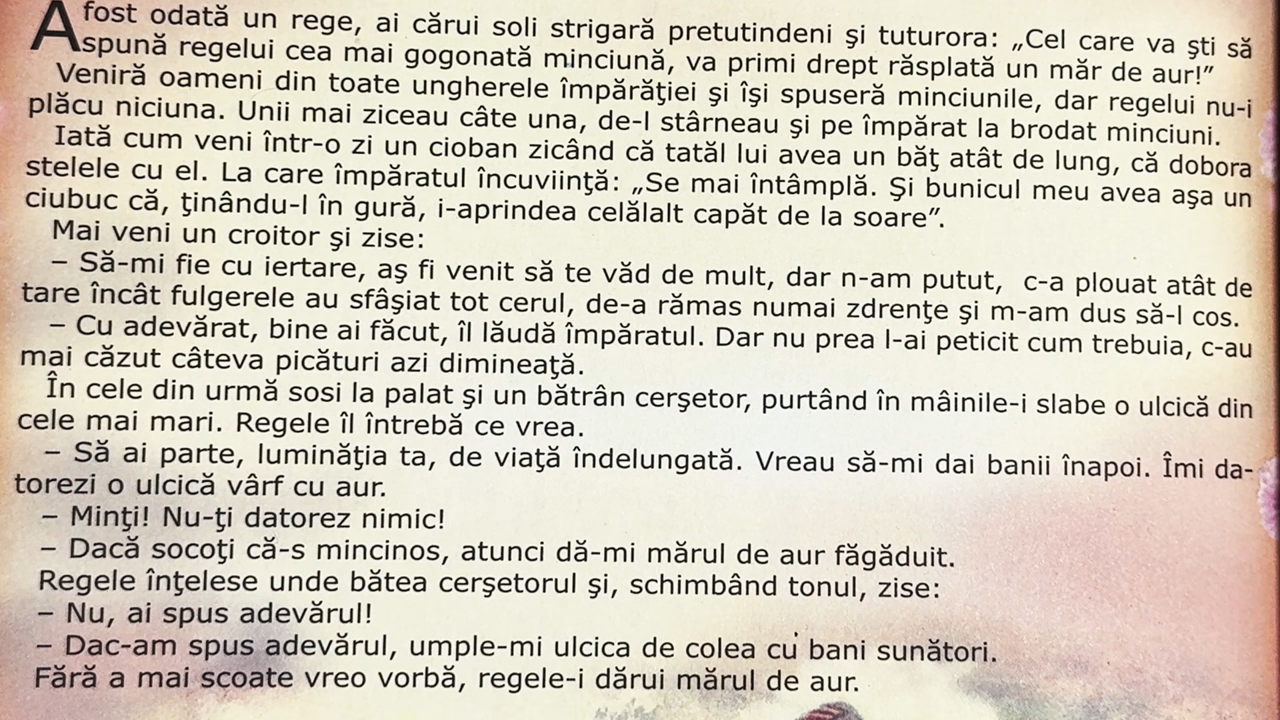 A fost odată un rege, ai cărui soli strigară pretutindeni şi tuturora: „Cel care va şti să
spună regelui cea mai gogonată minciună, va primi drept răsplată un măr de aur!”
Veniră oameni din toate ungherele împărăţiei şi îşi spuseră minciunile, dar regelui nu-i
plăcu niciuna. Unii mai ziceau câte una, de-l stârneau şi pe împărat la brodat minciuni.
Iată cum veni într-o zi un cioban zicând că tatăl lui avea un băţ atât de lung, că dobora
stelele cu el. La care împăratul încuviinţă: „Se mai întâmplă. Şi bunicul meu avea aşa un
ciubuc că, ţinându-l în gură, i-aprindea celălalt capăt de la soare”.
Mai veni un croitor şi zise:
– Să-mi fie cu iertare, aş fi venit să te văd de mult, dar n-am putut, c-a plouat atât de
tare încât fulgerele au sfâşiat tot cerul, de-a rămas numai zdrenţe şi m-am dus să-l cos.
– Cu adevărat, bine ai făcut, îl lăudă împăratul. Dar nu prea l-ai peticit cum trebuia, c-au
mai căzut câteva picături azi dimineaţă.
În cele din urmă sosi la palat şi un bătrân cerşetor, purtând în mâinile-i slabe o ulcică din
cele mai mari. Regele îl întrebă ce vrea.
– Să ai parte, luminăţia ta, de viaţă îndelungată. Vreau să-mi dai banii înapoi. Îmi da-
torezi o ulcică vârf cu aur.
– Minţi! Nu-ţi datorez nimic!
– Dacă socoţi că-s mincinos, atunci dă-mi mărul de aur făgăduit.
Regele înţelese unde bătea cerşetorul şi, schimbând tonul, zise:
– Nu, ai spus adevărul!
– Dac-am spus adevărul, umple-mi ulcica de colea cu bani sunători.
Fără a mai scoate vreo vorbă, regele-i dărui mărul de aur.